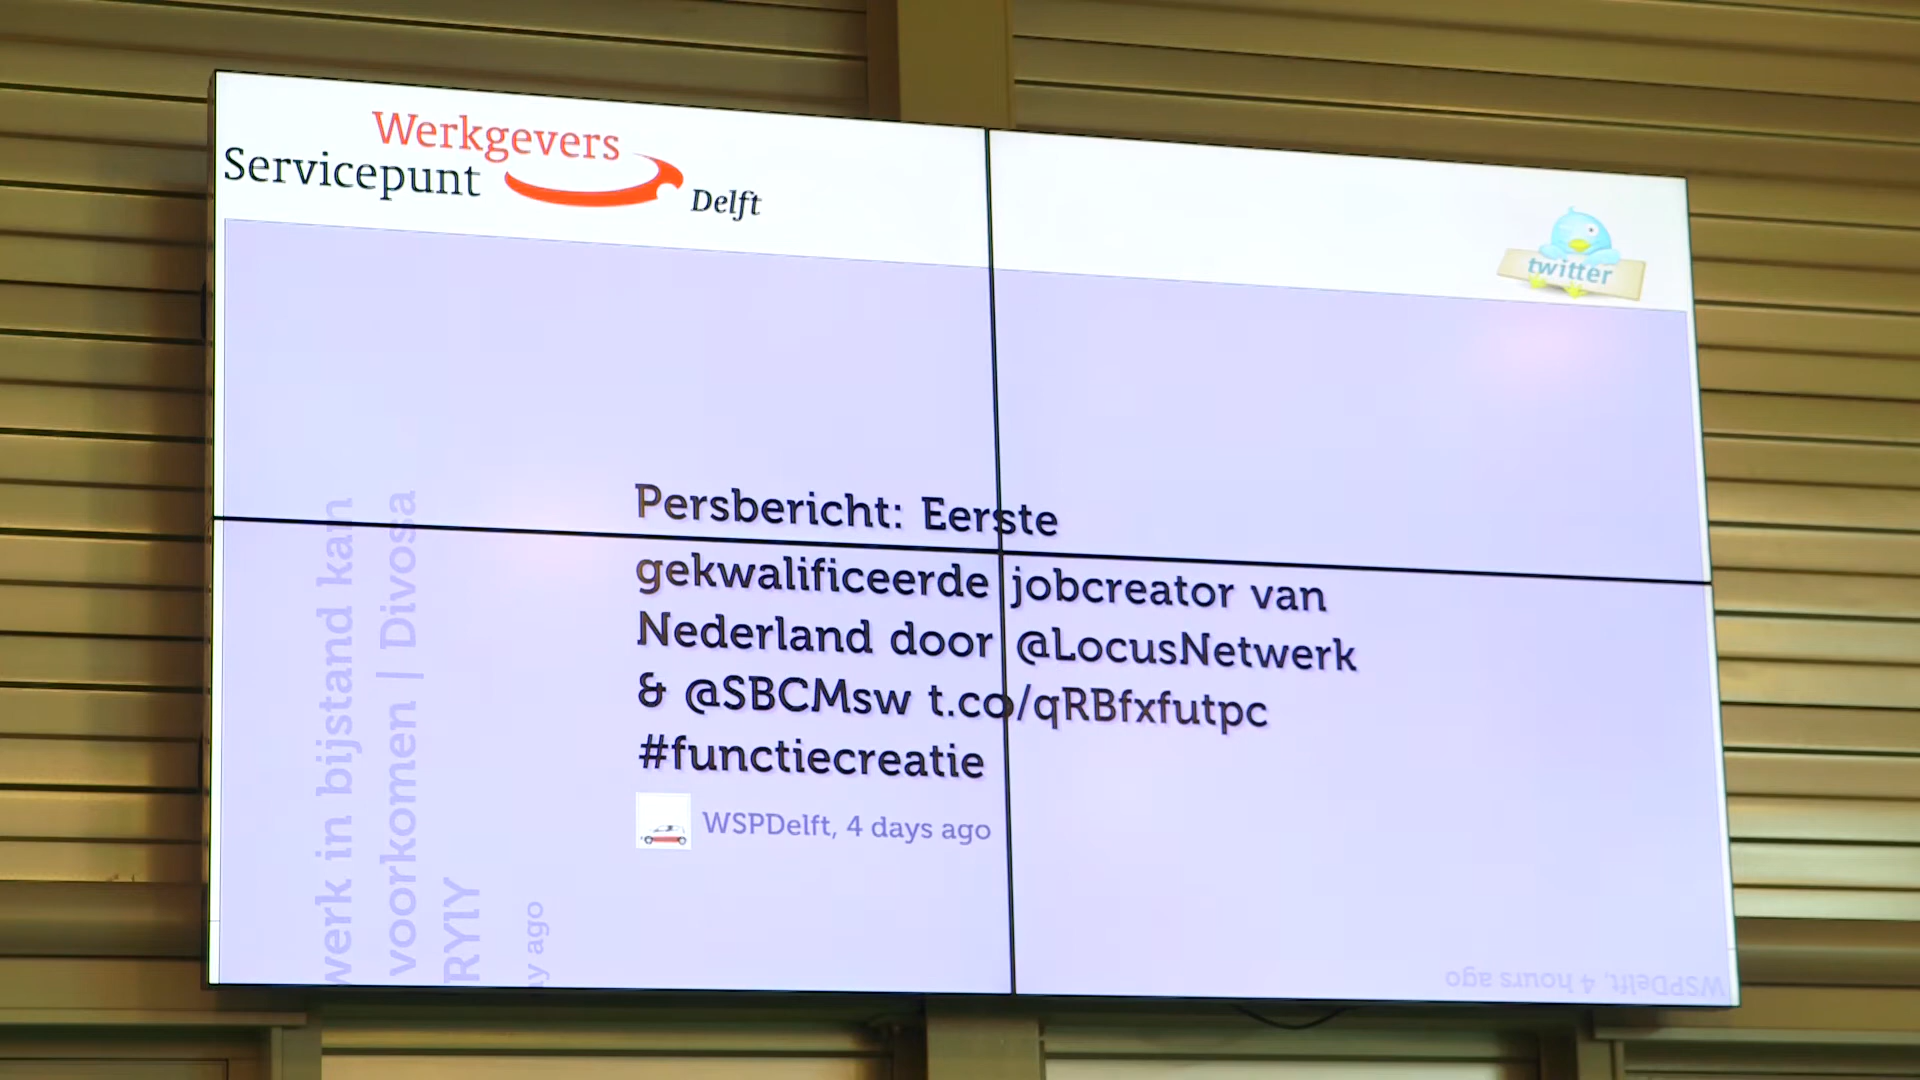 Werkgevers
Servicepunt
Delft
twitter
Persbericht: Eerste
gekwalificeerde jobcreator van
Nederland door @LocusNetwerk
& @SBCMsw t.co/qRBfxfutpc
#functiecreatie
WSPDelft, 4 days ago
werk in bijstand kan
voorkomen | Divosa
ago
WSPDelft, 4 hours ago